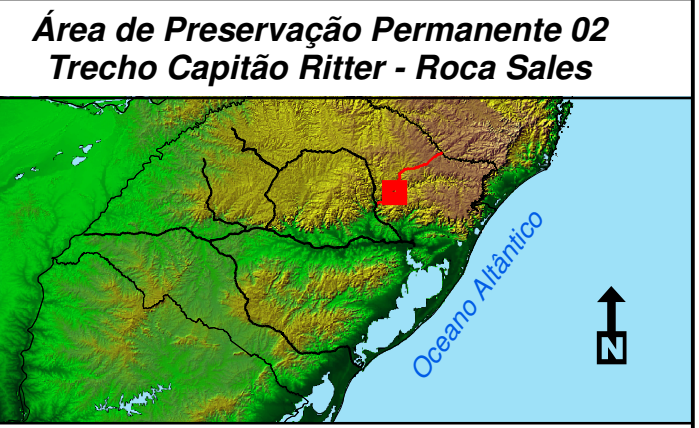 Área de Preservação Permanente 02
Trecho Capitão Ritter - Roca Sales
Oceano Altântico
N